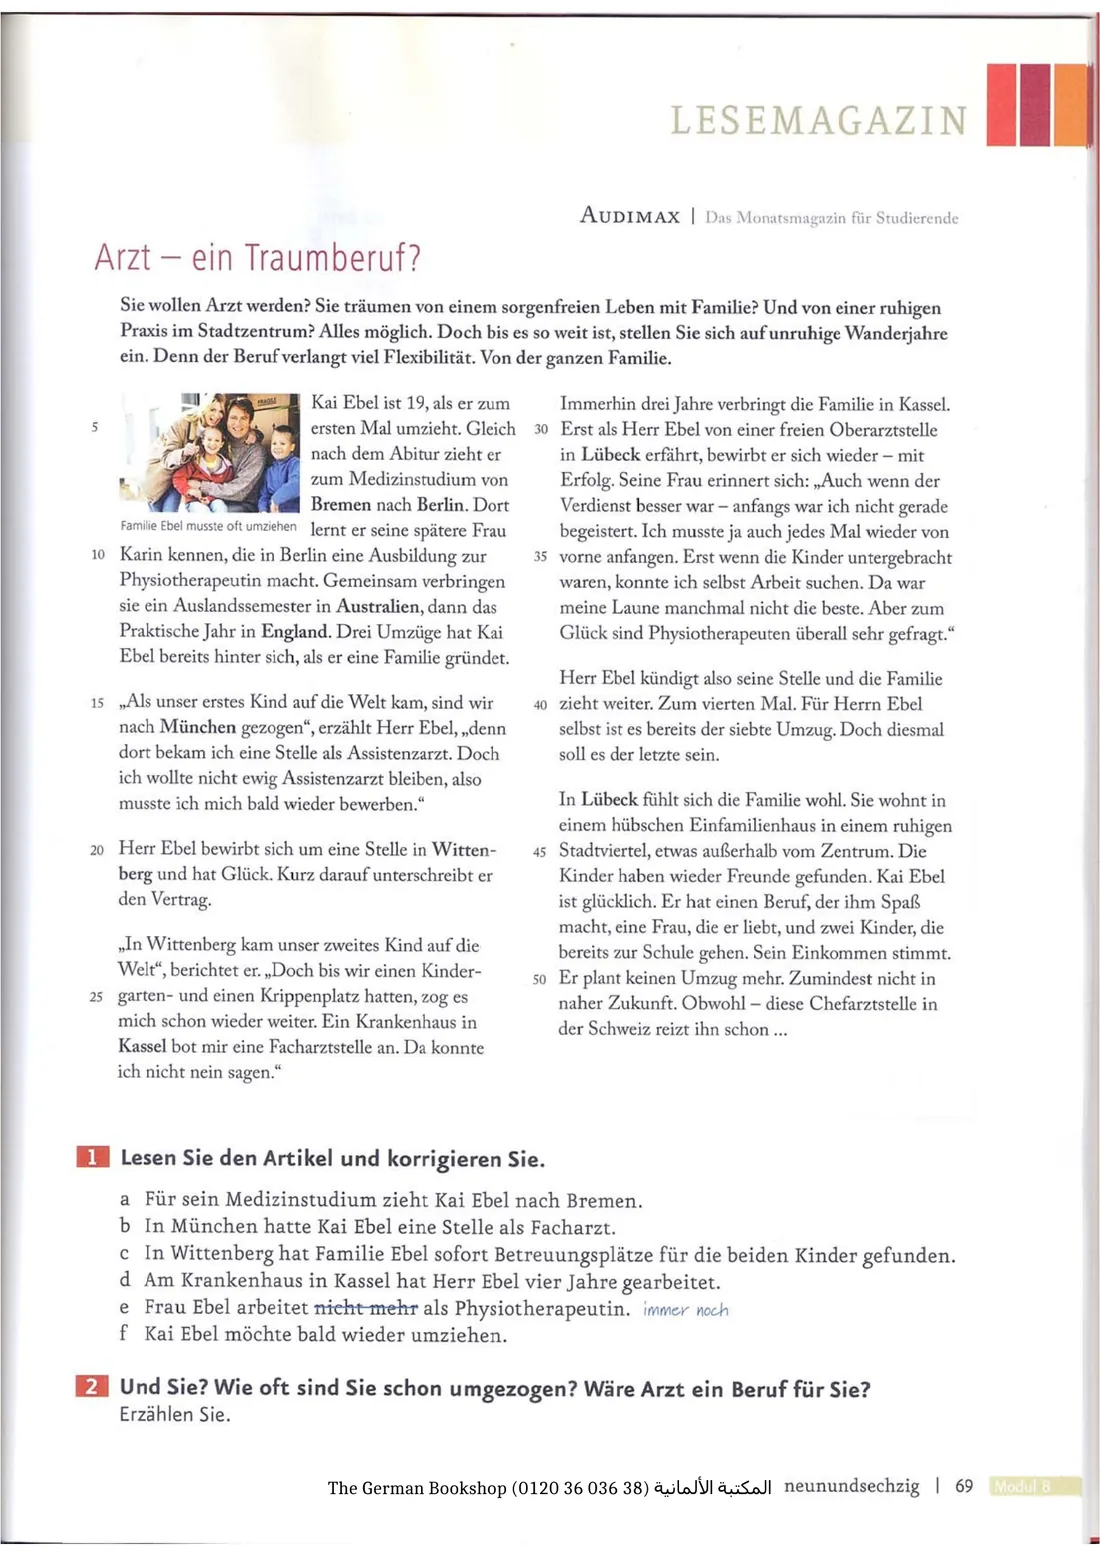 LESEMAGAZIN
AUDIMAX | Das Monatsmagazin für Studierende
Arzt – ein Traumberuf?
Sie wollen Arzt werden? Sie träumen von einem sorgenfreien Leben mit Familie? Und von einer ruhigen
Praxis im Stadtzentrum? Alles möglich. Doch bis es so weit ist, stellen Sie sich auf unruhige Wanderjahre
ein. Denn der Beruf verlangt viel Flexibilität. Von der ganzen Familie.
FRAGILE
Familie Ebel musste oft umziehen
Kai Ebel ist 19, als er zum
5 ersten Mal umzieht. Gleich
nach dem Abitur zieht er
zum Medizinstudium von
Bremen nach Berlin. Dort
lernt er seine spätere Frau
10 Karin kennen, die in Berlin eine Ausbildung zur
Physiotherapeutin macht. Gemeinsam verbringen
sie ein Auslandssemester in Australien, dann das
Praktische Jahr in England. Drei Umzüge hat Kai
Ebel bereits hinter sich, als er eine Familie gründet.
15 „Als unser erstes Kind auf die Welt kam, sind wir
nach München gezogen“, erzählt Herr Ebel, „denn
dort bekam ich eine Stelle als Assistenzarzt. Doch
ich wollte nicht ewig Assistenzarzt bleiben, also
musste ich mich bald wieder bewerben.“
20 Herr Ebel bewirbt sich um eine Stelle in Witten-
berg und hat Glück. Kurz darauf unterschreibt er
den Vertrag.
„In Wittenberg kam unser zweites Kind auf die
Welt“, berichtet er. „Doch bis wir einen Kinder-
25 garten- und einen Krippenplatz hatten, zog es
mich schon wieder weiter. Ein Krankenhaus in
Kassel bot mir eine Facharztstelle an. Da konnte
ich nicht nein sagen.“
Immerhin drei Jahre verbringt die Familie in Kassel.
30 Erst als Herr Ebel von einer freien Oberarztstelle
in Lübeck erfährt, bewirbt er sich wieder – mit
Erfolg. Seine Frau erinnert sich: „Auch wenn der
Verdienst besser war – anfangs war ich nicht gerade
begeistert. Ich musste ja auch jedes Mal wieder von
35 vorne anfangen. Erst wenn die Kinder untergebracht
waren, konnte ich selbst Arbeit suchen. Da war
meine Laune manchmal nicht die beste. Aber zum
Glück sind Physiotherapeuten überall sehr gefragt.“
Herr Ebel kündigt also seine Stelle und die Familie
40 zieht weiter. Zum vierten Mal. Für Herrn Ebel
selbst ist es bereits der siebte Umzug. Doch diesmal
soll es der letzte sein.
In Lübeck fühlt sich die Familie wohl. Sie wohnt in
einem hübschen Einfamilienhaus in einem ruhigen
45 Stadtviertel, etwas außerhalb vom Zentrum. Die
Kinder haben wieder Freunde gefunden. Kai Ebel
ist glücklich. Er hat einen Beruf, der ihm Spaß
macht, eine Frau, die er liebt, und zwei Kinder, die
bereits zur Schule gehen. Sein Einkommen stimmt.
50 Er plant keinen Umzug mehr. Zumindest nicht in
naher Zukunft. Obwohl – diese Chefarztstelle in
der Schweiz reizt ihn schon ...
1 Lesen Sie den Artikel und korrigieren Sie.
a Für sein Medizinstudium zieht Kai Ebel nach Bremen.
b In München hatte Kai Ebel eine Stelle als Facharzt.
c In Wittenberg hat Familie Ebel sofort Betreuungsplätze für die beiden Kinder gefunden.
d Am Krankenhaus in Kassel hat Herr Ebel vier Jahre gearbeitet.
e Frau Ebel arbeitet nicht mehr als Physiotherapeutin. immer noch
f Kai Ebel möchte bald wieder umziehen.
2 Und Sie? Wie oft sind Sie schon umgezogen? Wäre Arzt ein Beruf für Sie?
Erzählen Sie.
The German Bookshop (0120 36 036 38) المكتبة الألمانية neunundsechzig | 69 Modul 8